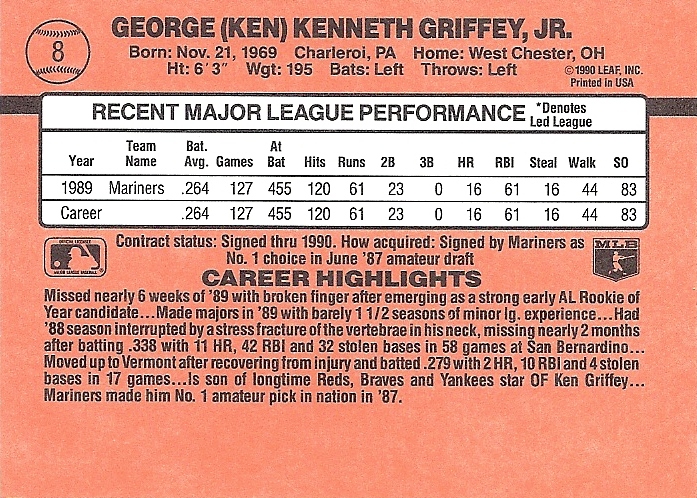 8
GEORGE (KEN) KENNETH GRIFFEY, JR.
Born: Nov. 21, 1969 Charleroi, PA Home: West Chester, OH
Ht: 6'3" Wgt: 195 Bats: Left Throws: Left
©1990 LEAF, INC.
Printed in USA
RECENT MAJOR LEAGUE PERFORMANCE *Denotes
Led League
Year Team Name Bat. Avg. Games At Bat Hits Runs 2B 3B HR RBI Steal Walk SO
1989 Mariners .264 127 455 120 61 23 0 16 61 16 44 83
Career .264 127 455 120 61 23 0 16 61 16 44 83
OFFICIAL LICENSEE
MAJOR LEAGUE BASEBALL
Contract status: Signed thru 1990. How acquired: Signed by Mariners as
No. 1 choice in June '87 amateur draft
MLB
CAREER HIGHLIGHTS
Missed nearly 6 weeks of '89 with broken finger after emerging as a strong early AL Rookie of
Year candidate...Made majors in '89 with barely 1 1/2 seasons of minor lg. experience...Had
'88 season interrupted by a stress fracture of the vertebrae in his neck, missing nearly 2 months
after batting .338 with 11 HR, 42 RBI and 32 stolen bases in 58 games at San Bernardino...
Moved up to Vermont after recovering from injury and batted .279 with 2 HR, 10 RBI and 4 stolen
bases in 17 games...Is son of longtime Reds, Braves and Yankees star OF Ken Griffey...
Mariners made him No. 1 amateur pick in nation in '87.